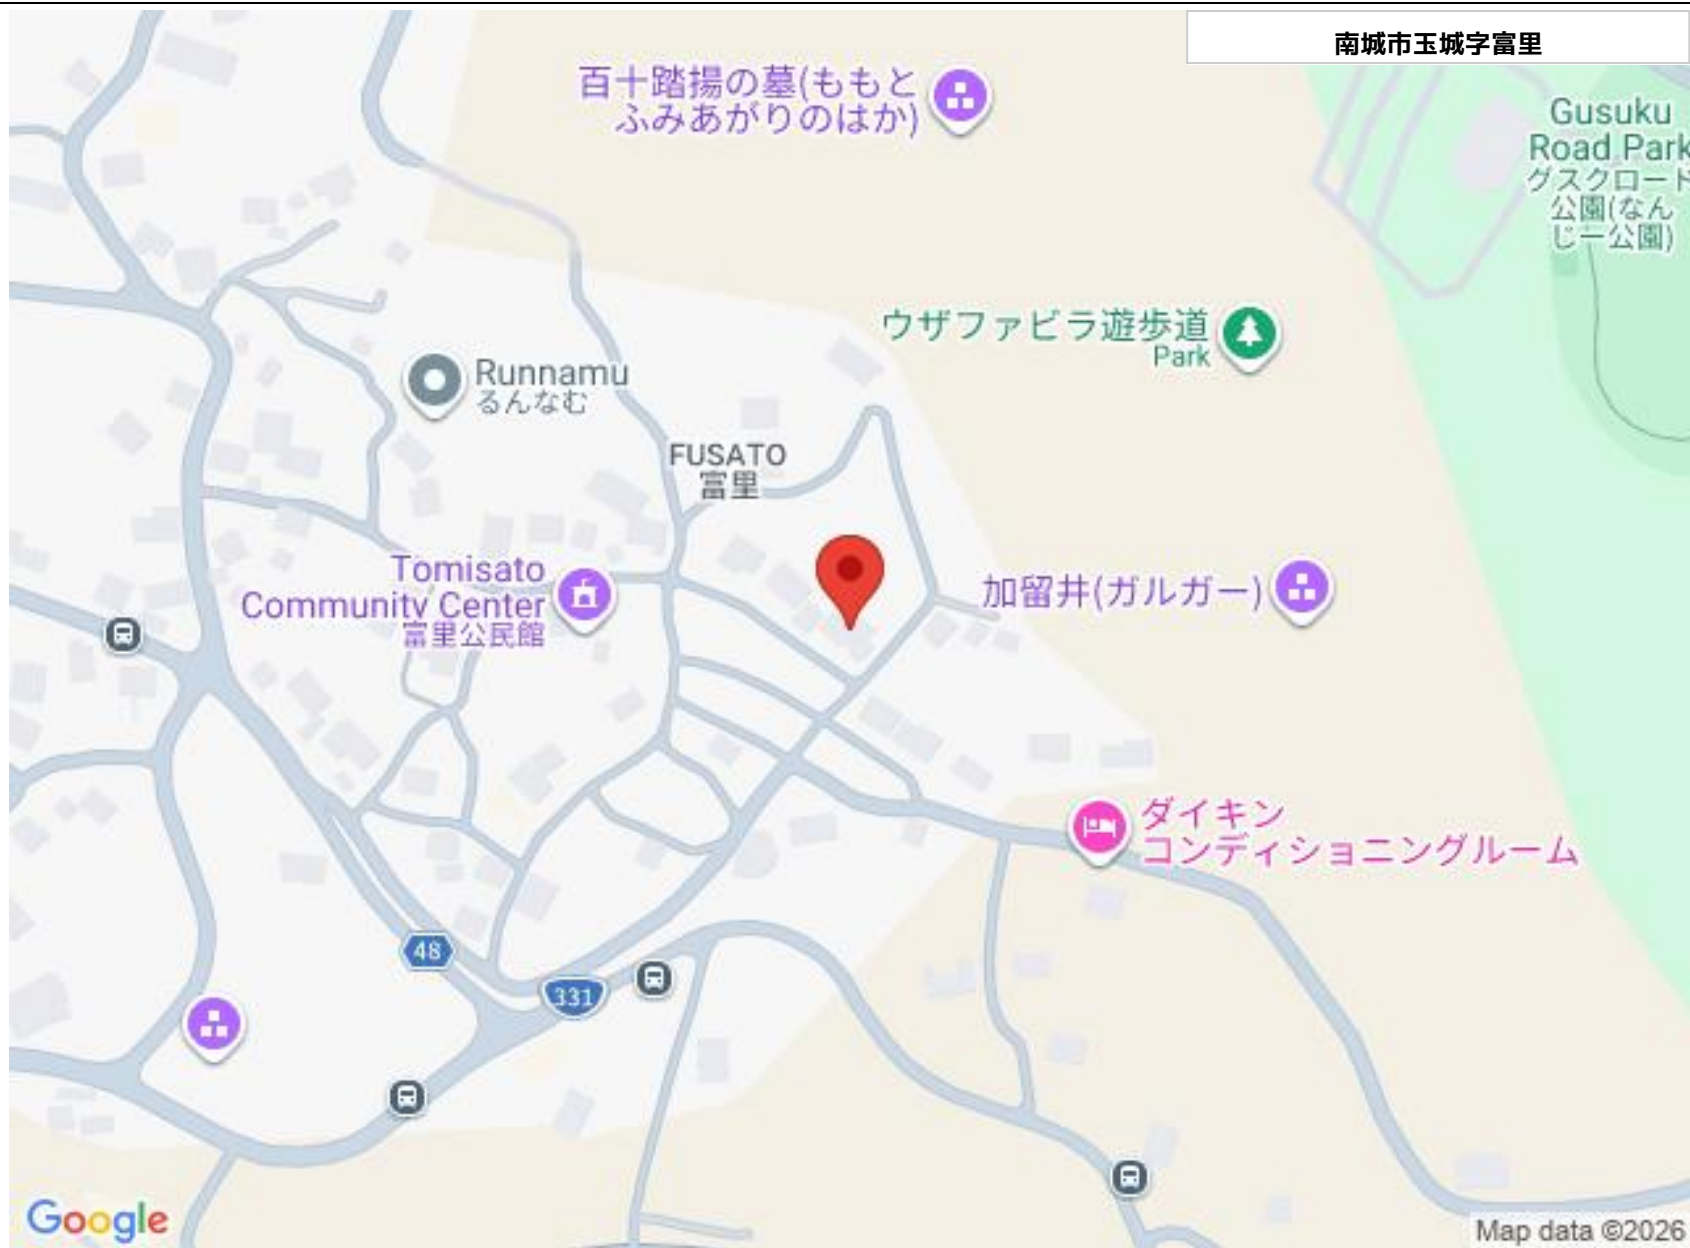 南城市玉城字富里
百十踏揚の墓(ももと
ふみあがりのはか)
Gusuku
Road Park
グスクロード
公園(なん
じー公園)
ウザファビラ遊歩道
Park
Runnamu
るんなむ
FUSATO
富里
Tomisato
Community Center
富里公民館
加留井(ガルガー)
ダイキン
コンディショニングルーム
48
331
Google
Map data ©2026